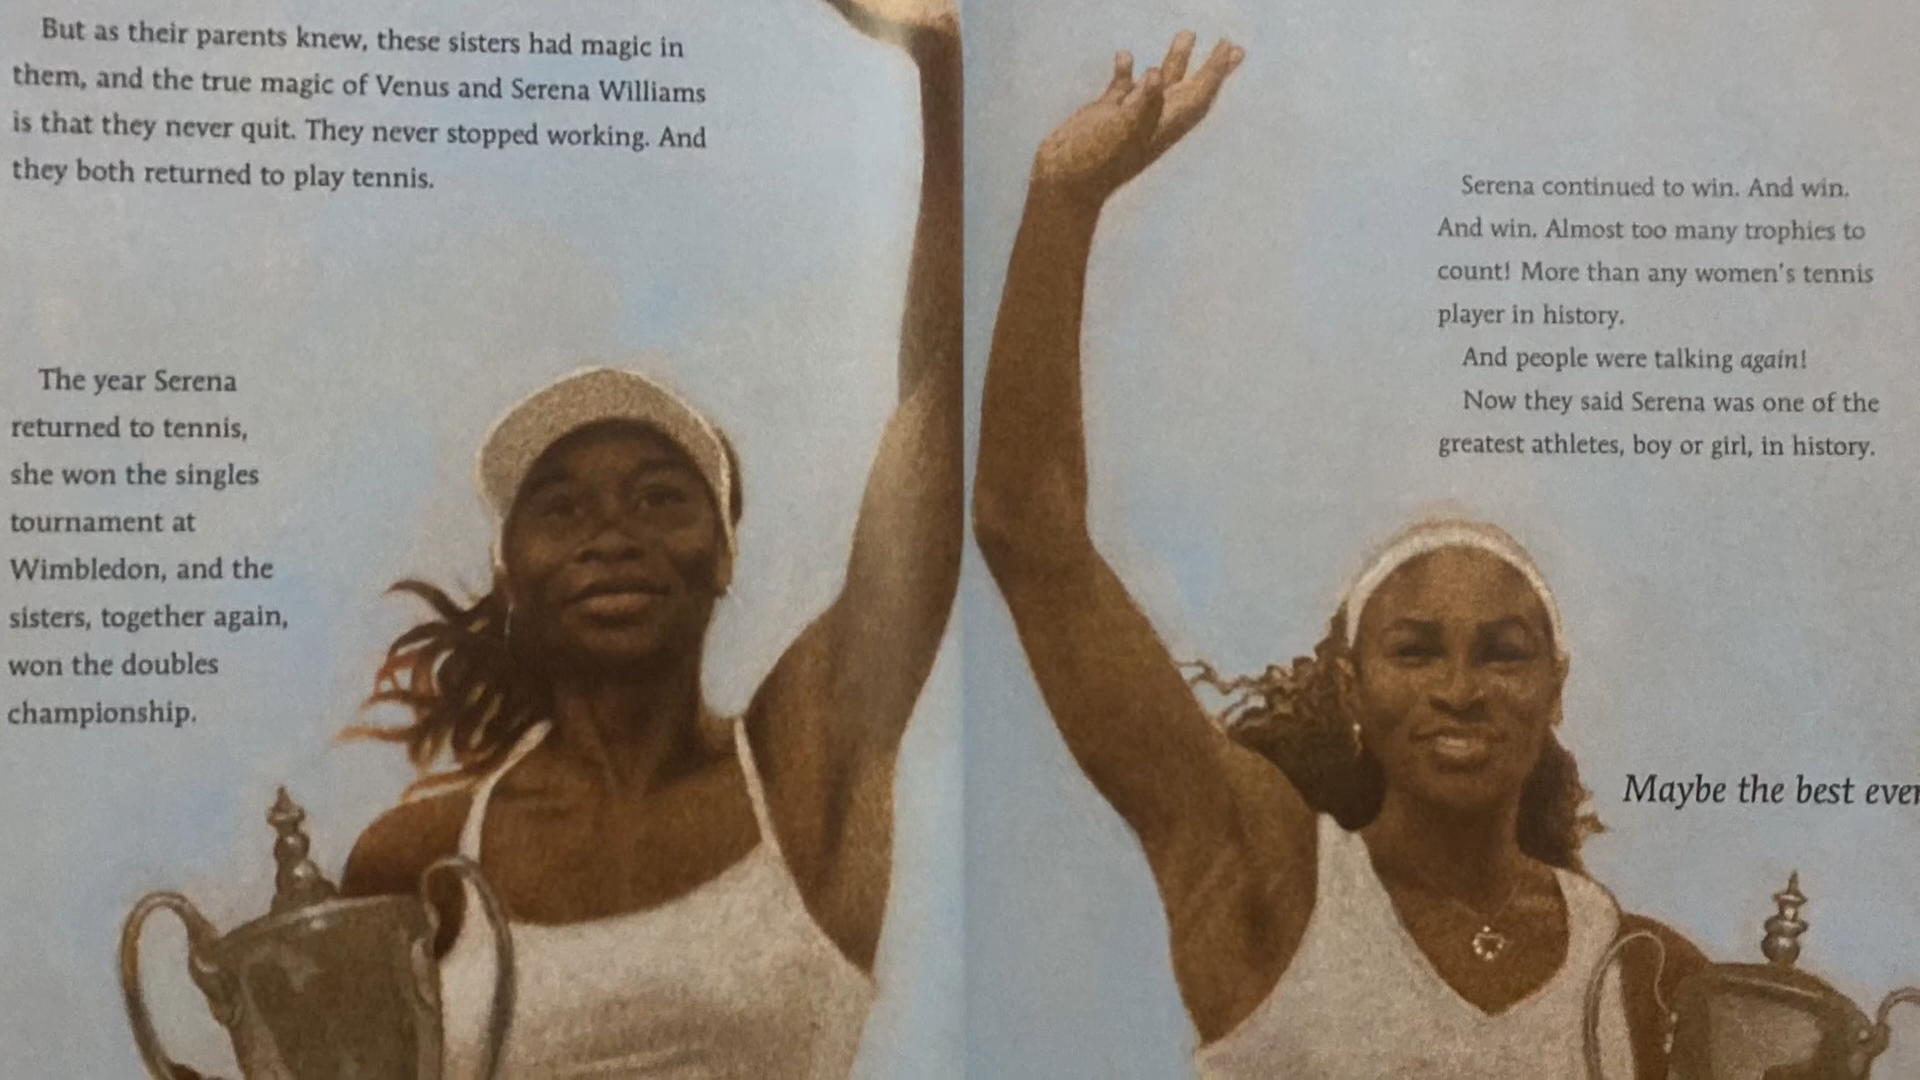 But as their parents knew, these sisters had magic in
them, and the true magic of Venus and Serena Williams
is that they never quit. They never stopped working. And
they both returned to play tennis.
The year Serena
returned to tennis,
she won the singles
tournament at
Wimbledon, and the
sisters, together again,
won the doubles
championship.
Serena continued to win. And win.
And win. Almost too many trophies to
count! More than any women's tennis
player in history.
And people were talking again!
Now they said Serena was one of the
greatest athletes, boy or girl, in history.
Maybe the best ever